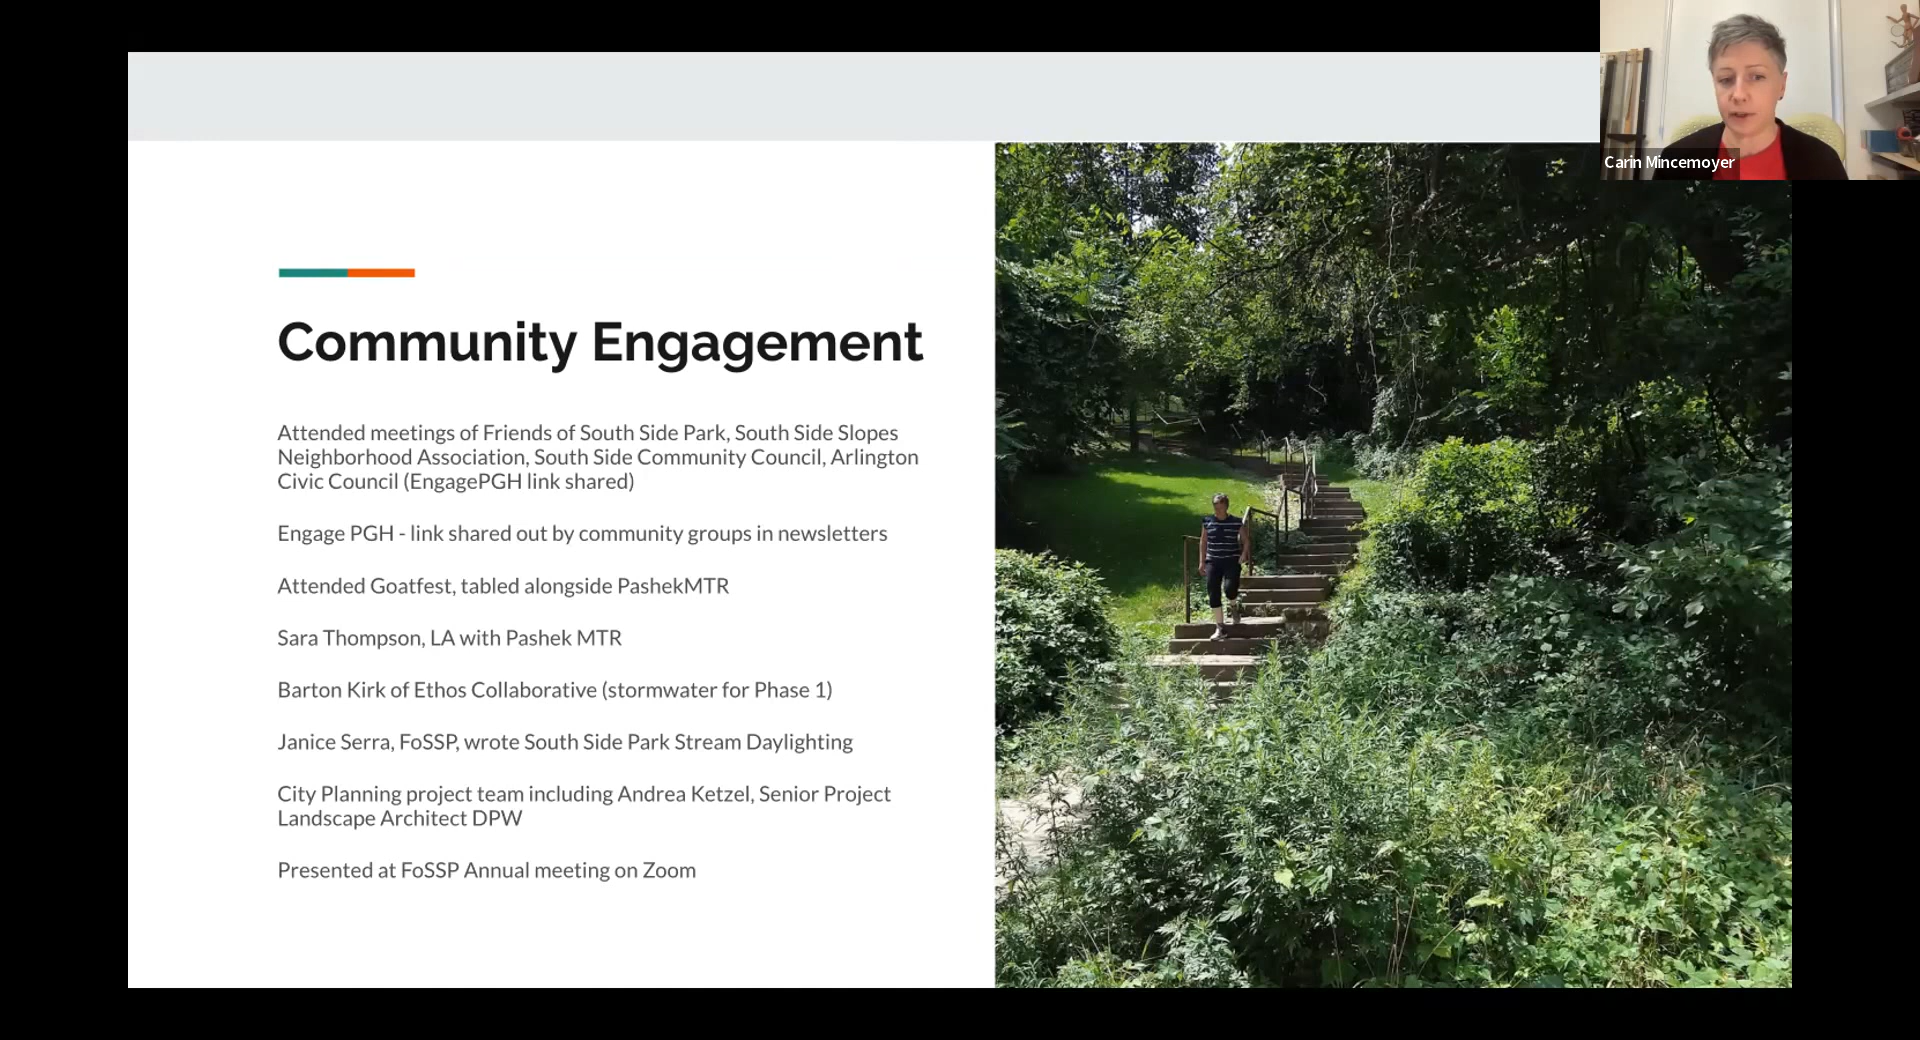 Carin Mincemoyer
Community Engagement
Attended meetings of Friends of South Side Park, South Side Slopes
Neighborhood Association, South Side Community Council, Arlington
Civic Council (EngagePGH link shared)
Engage PGH - link shared out by community groups in newsletters
Attended Goatfest, tabled alongside PashekMTR
Sara Thompson, LA with Pashek MTR
Barton Kirk of Ethos Collaborative (stormwater for Phase 1)
Janice Serra, FoSSP, wrote South Side Park Stream Daylighting
City Planning project team including Andrea Ketzel, Senior Project
Landscape Architect DPW
Presented at FoSSP Annual meeting on Zoom